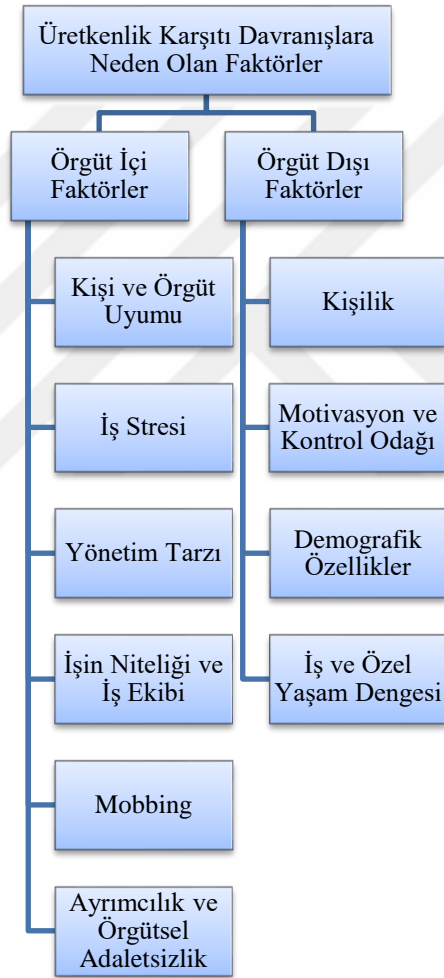 Üretkenlik Karşıtı Davranışlara
Neden Olan Faktörler
Örgüt İçi
Faktörler
Kişi ve Örgüt
Uyumu
İş Stresi
Yönetim Tarzı
İşin Niteliği ve
İş Ekibi
Mobbing
Ayrımcılık ve
Örgütsel
Adaletsizlik
Örgüt Dışı
Faktörler
Kişilik
Motivasyon ve
Kontrol Odağı
Demografik
Özellikler
İş ve Özel
Yaşam Dengesi